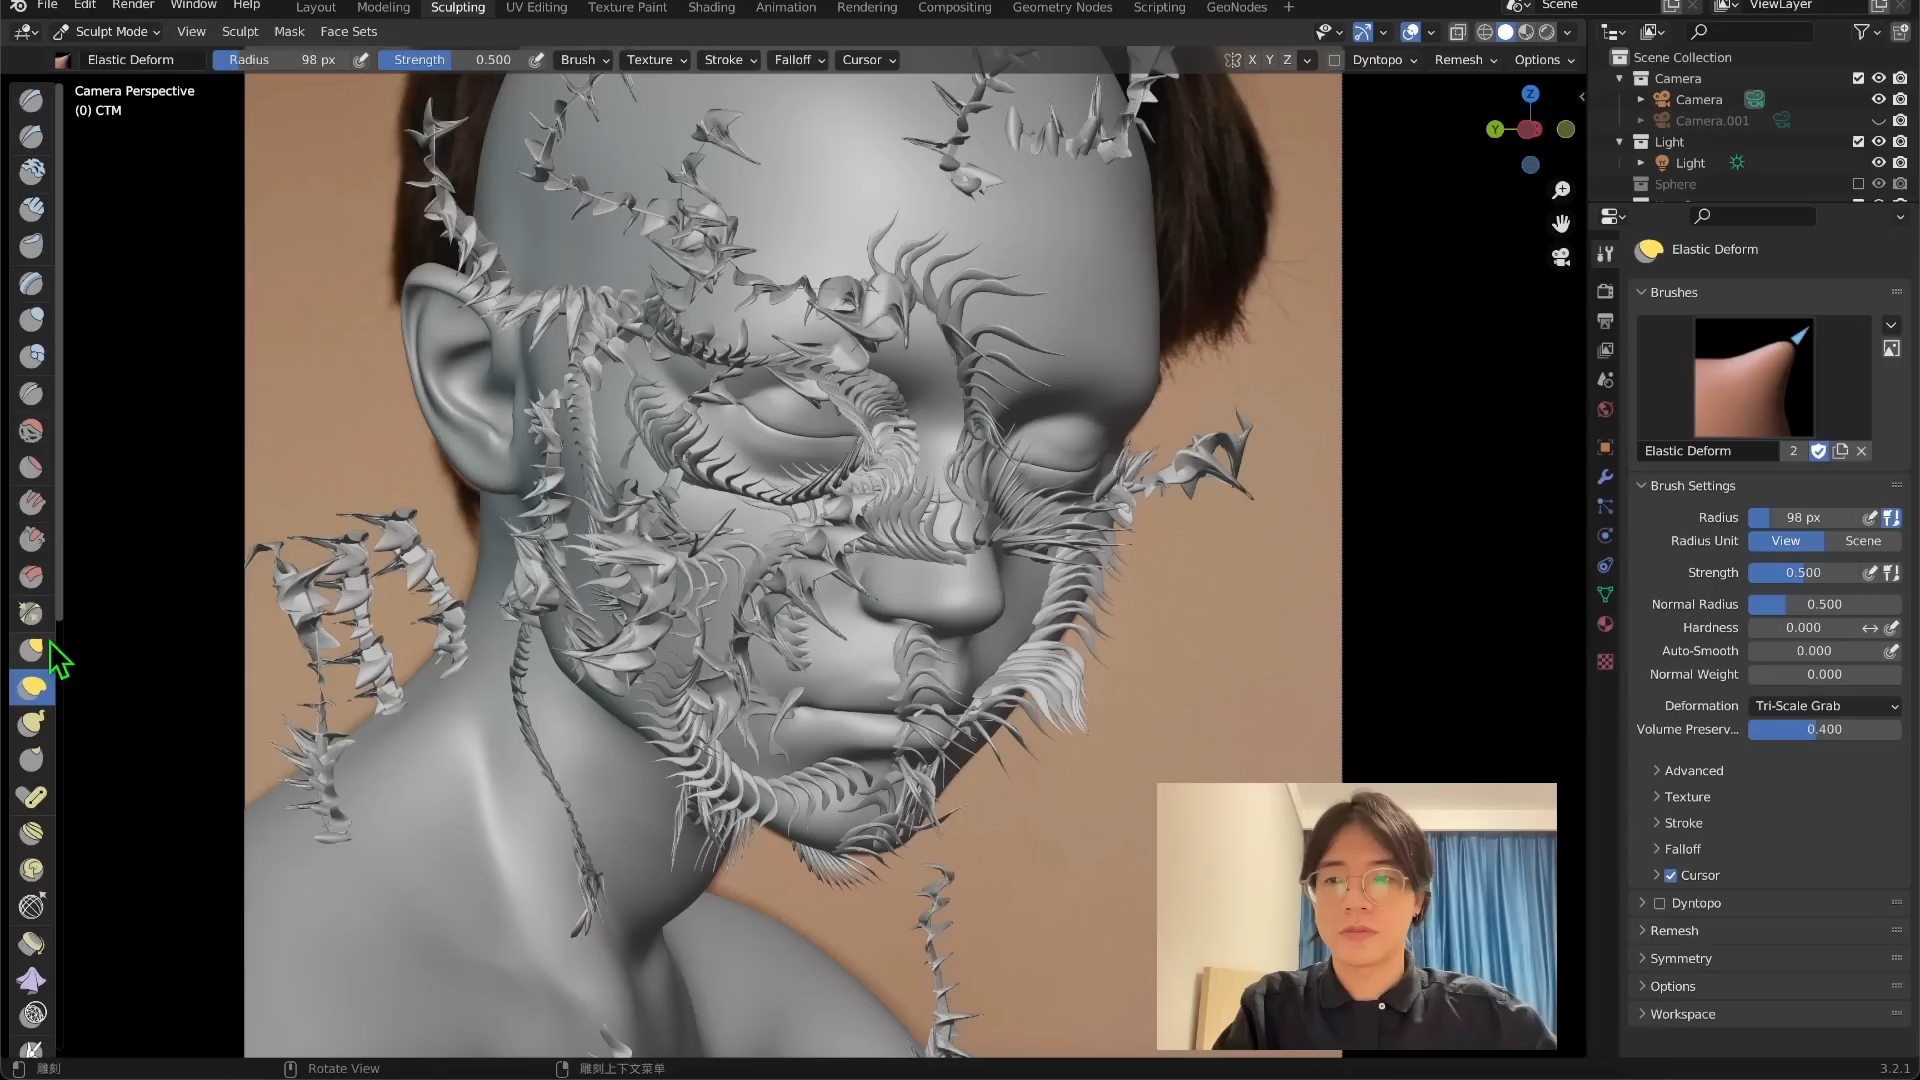 File Edit Render Window Help Layout Modeling Sculpting UV Editing Texture Paint Shading Animation Rendering Compositing Geometry Nodes Scripting GeoNodes + Scene ViewLayer
Sculpt Mode View Sculpt Mask Face Sets
Elastic Deform Radius 98 px Strength 0.500 Brush Texture Stroke Falloff Cursor X Y Z Dyntopo Remesh Options
Camera Perspective
(0) CTM
Z
Y
Scene Collection
Camera
Camera
Camera.001
Light
Light
Sphere
Elastic Deform
Brushes
Elastic Deform 2
Brush Settings
Radius 98 px
Radius Unit View Scene
Strength 0.500
Normal Radius 0.500
Hardness 0.000
Auto-Smooth 0.000
Normal Weight 0.000
Deformation Tri-Scale Grab
Volume Preserv... 0.400
Advanced
Texture
Stroke
Falloff
Cursor
Dyntopo
Remesh
Symmetry
Options
Workspace
雕刻 Rotate View 雕刻上下文菜单 3.2.1